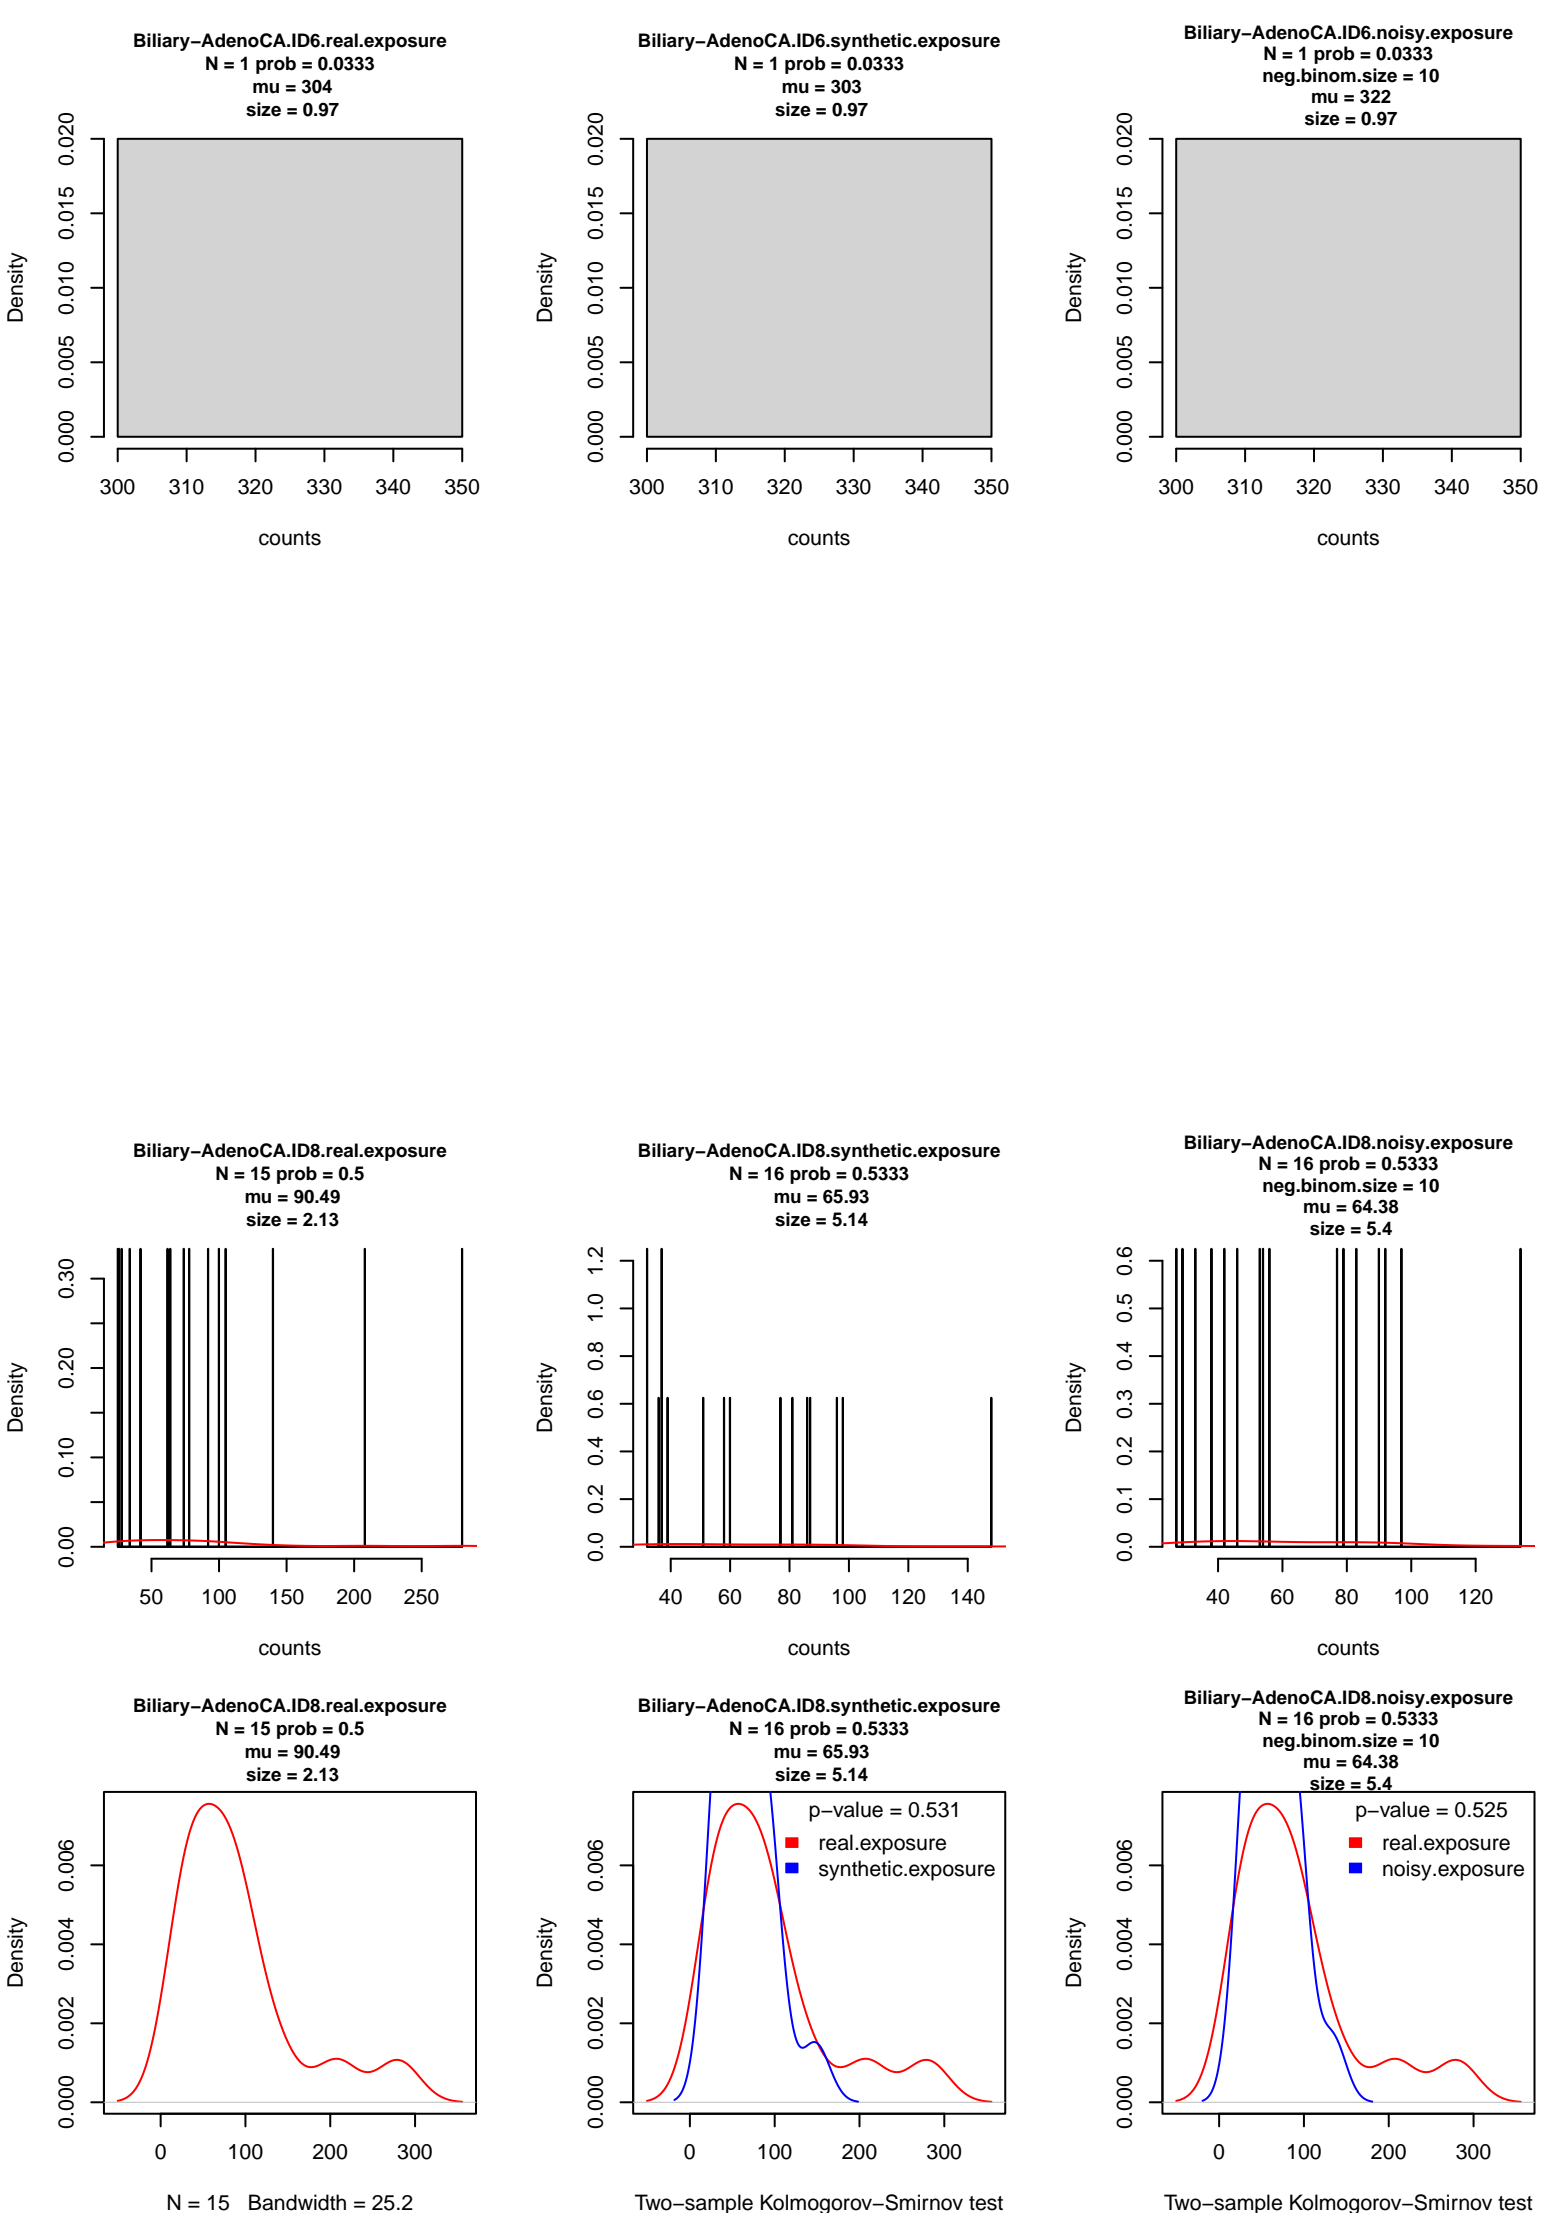 Biliary−AdenoCA.ID6.real.exposure
N = 1 prob = 0.0333
mu = 304
size = 0.97
Density
0.000 0.005 0.010 0.015 0.020
300 310 320 330 340 350
counts
Biliary−AdenoCA.ID6.synthetic.exposure
N = 1 prob = 0.0333
mu = 303
size = 0.97
Density
0.000 0.005 0.010 0.015 0.020
300 310 320 330 340 350
counts
Biliary−AdenoCA.ID6.noisy.exposure
N = 1 prob = 0.0333
neg.binom.size = 10
mu = 322
size = 0.97
Density
0.000 0.005 0.010 0.015 0.020
300 310 320 330 340 350
counts
Biliary−AdenoCA.ID8.real.exposure
N = 15 prob = 0.5
mu = 90.49
size = 2.13
Density
0.00 0.10 0.20 0.30
50 100 150 200 250
counts
Biliary−AdenoCA.ID8.synthetic.exposure
N = 16 prob = 0.5333
mu = 65.93
size = 5.14
Density
0.0 0.2 0.4 0.6 0.8 1.0 1.2
40 60 80 100 120 140
counts
Biliary−AdenoCA.ID8.noisy.exposure
N = 16 prob = 0.5333
neg.binom.size = 10
mu = 64.38
size = 5.4
Density
0.0 0.1 0.2 0.3 0.4 0.5 0.6
40 60 80 100 120
counts
Biliary−AdenoCA.ID8.real.exposure
N = 15 prob = 0.5
mu = 90.49
size = 2.13
Density
0.000 0.002 0.004 0.006
0 100 200 300
N = 15 Bandwidth = 25.2
Biliary−AdenoCA.ID8.synthetic.exposure
N = 16 prob = 0.5333
mu = 65.93
size = 5.14
p−value = 0.531
real.exposure
synthetic.exposure
Density
0.000 0.002 0.004 0.006
0 100 200 300
Two−sample Kolmogorov−Smirnov test
Biliary−AdenoCA.ID8.noisy.exposure
N = 16 prob = 0.5333
neg.binom.size = 10
mu = 64.38
size = 5.4
p−value = 0.525
real.exposure
noisy.exposure
Density
0.000 0.002 0.004 0.006
0 100 200 300
Two−sample Kolmogorov−Smirnov test